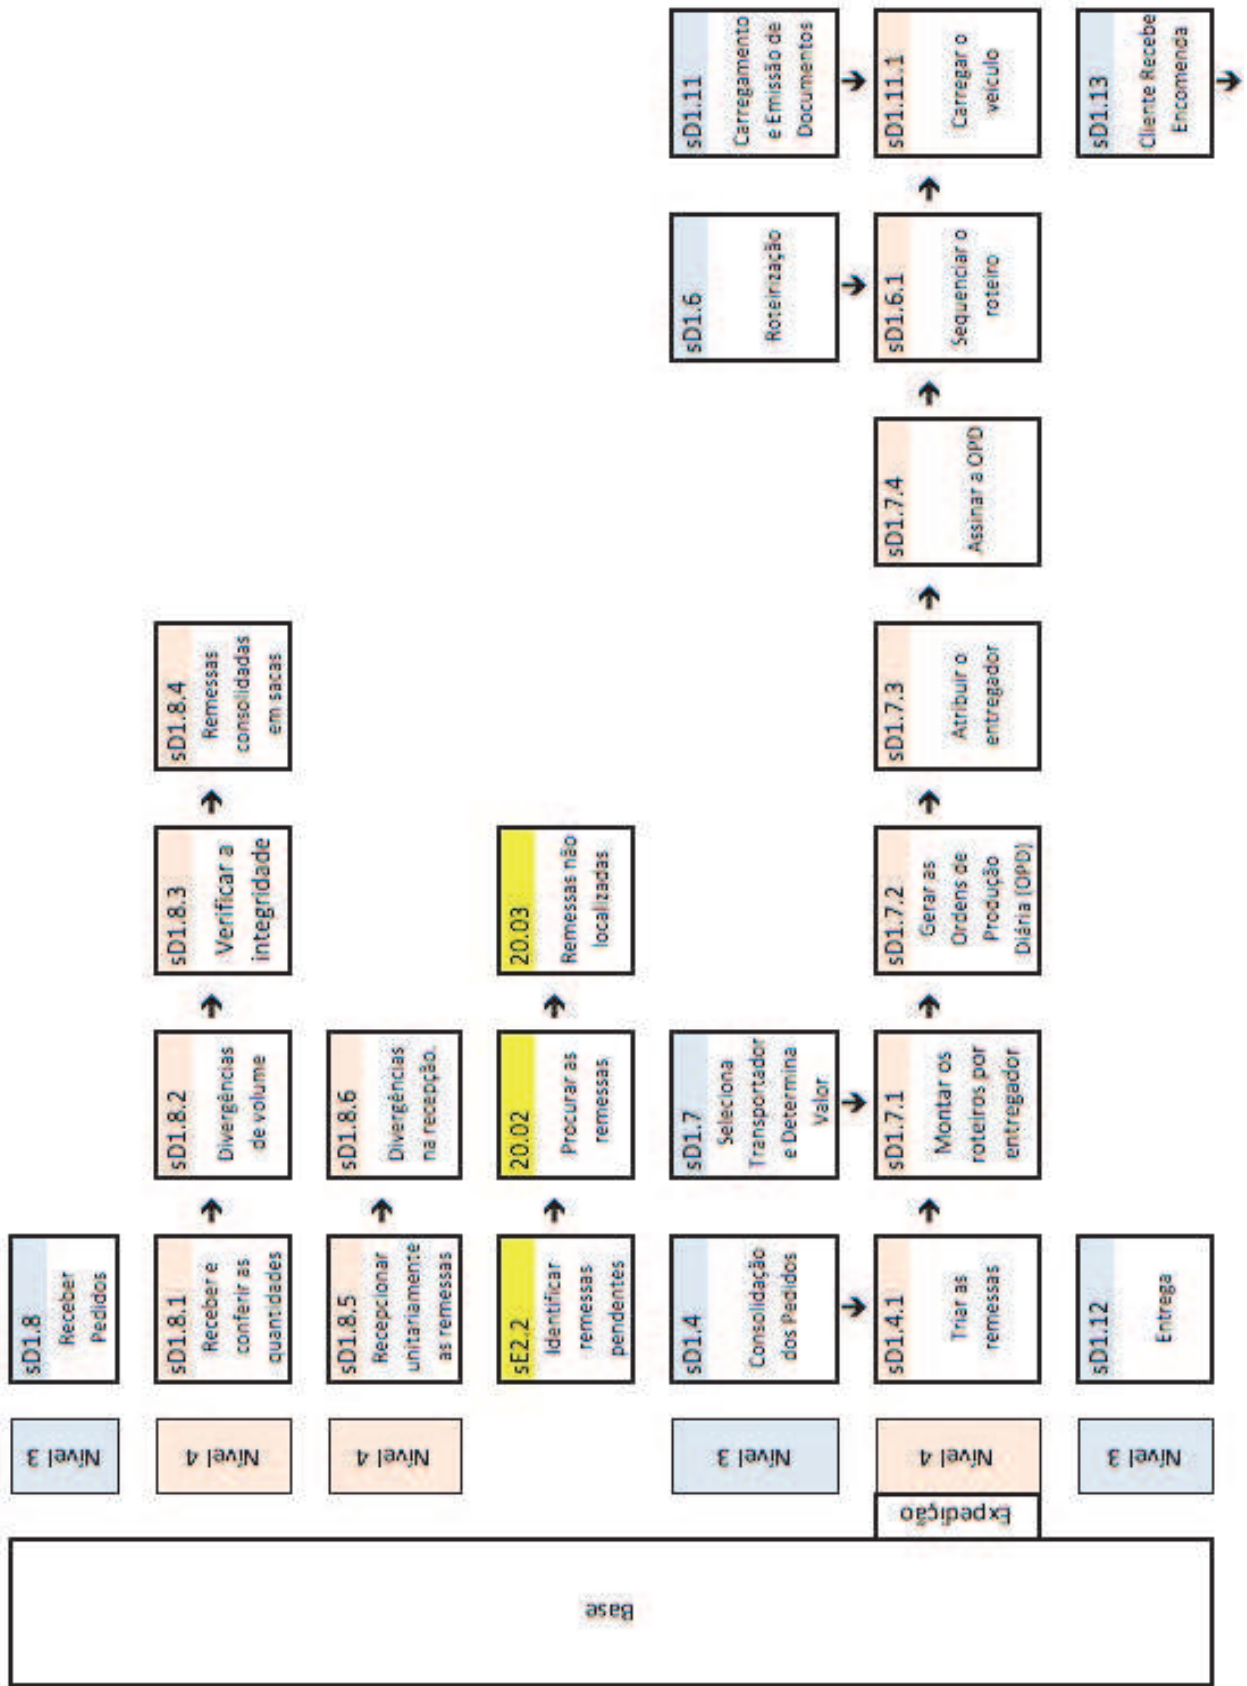 Base
Expedição
Nível 3
sD1.8
Receber
Pedidos
Nível 4
sD1.8.1
Receber e
conferir as
quantidades
sD1.8.2
Divergências
de volume
sD1.8.3
Verificar a
integridade
sD1.8.4
Remessas
consolidadas
em sacas
Nível 4
sD1.8.5
Recepcionar
unitariamente
as remessas
sD1.8.6
Divergências
na recepção.
sE2.2
Identificar
remessas
pendentes
20.02
Procurar as
remessas
20.03
Remessas não
localizadas
Nível 3
sD1.4
Consolidação
dos Pedidos
sD1.7
Seleciona
Transportador
e Determina
Valor
sD1.6
Roteirização
sD1.11
Carregamento
e Emissão de
Documentos
Nível 4
sD1.4.1
Triar as
remessas
sD1.7.1
Montar os
roteiros por
entregador
sD1.7.2
Gerar as
Ordens de
Produção
Diária (OPD)
sD1.7.3
Atribuir o
entregador
sD1.7.4
Assinar a OPD
sD1.6.1
Sequenciar o
roteiro
sD1.11.1
Carregar o
veículo
Nível 3
sD1.12
Entrega
sD1.13
Cliente Recebe
Encomenda